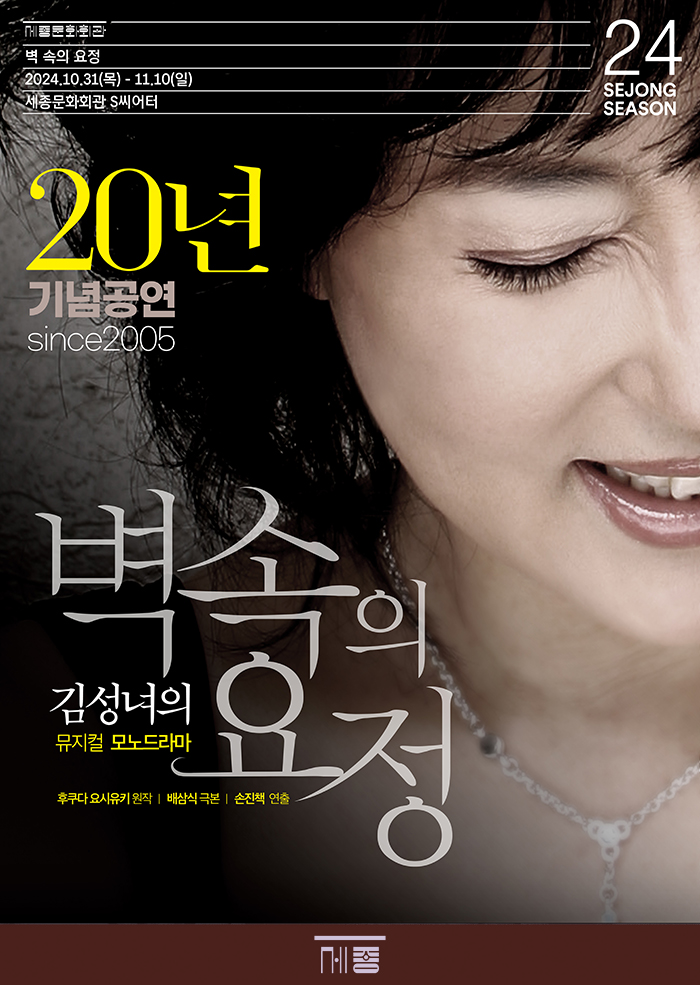 세종문화회관
벽 속의 요정
2024.10.31(목) - 11.10(일)
세종문화회관 S씨어터
24
SEJONG
SEASON
20년
기념공연
since2005
벽속의
요정
김성녀의
뮤지컬 모노드라마
후쿠다 요시유키 원작 | 배삼식 극본 | 손진책 연출
세종